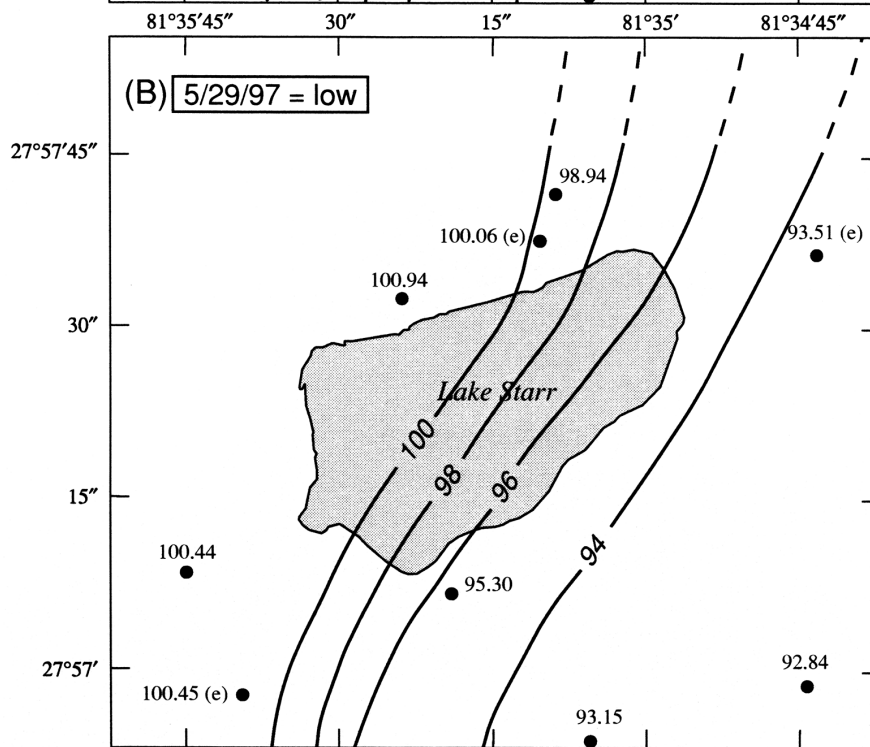 81°35′45″ 30″ 15″ 81°35′ 81°34′45″
(B) 5/29/97 = low
27°57′45″
98.94
100.06 (e)
93.51 (e)
100.94
30″
Lake Starr
100
98
96
15″
94
100.44
95.30
27°57′
92.84
100.45 (e)
93.15